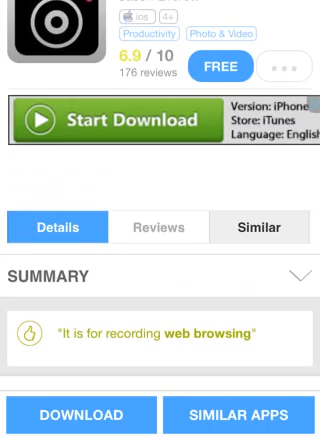 ios 4+
Productivity Photo & Video
6.9 / 10
176 reviews
FREE
Start Download
Version: iPhone
Store: iTunes
Language: English
Details
Reviews
Similar
SUMMARY
"It is for recording web browsing"
DOWNLOAD
SIMILAR APPS